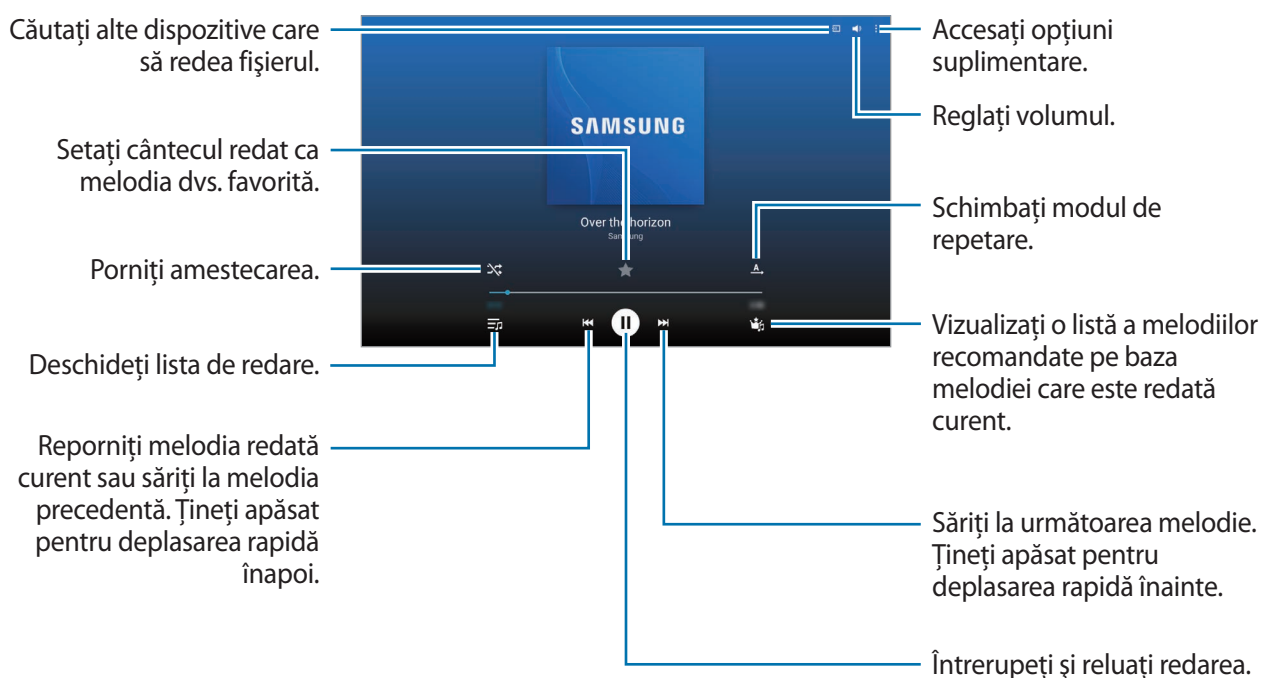 Căutați alte dispozitive care
să redea fişierul.
Setați cântecul redat ca
melodia dvs. favorită.
Porniți amestecarea.
Deschideți lista de redare.
Reporniți melodia redată
curent sau săriți la melodia
precedentă. Țineți apăsat
pentru deplasarea rapidă
înapoi.
SAMSUNG
Over the horizon
Samsung
A
Accesați opțiuni
suplimentare.
Reglați volumul.
Schimbați modul de
repetare.
Vizualizați o listă a melodiilor
recomandate pe baza
melodiei care este redată
curent.
Săriți la următoarea melodie.
Țineți apăsat pentru
deplasarea rapidă înainte.
Întrerupeți şi reluați redarea.